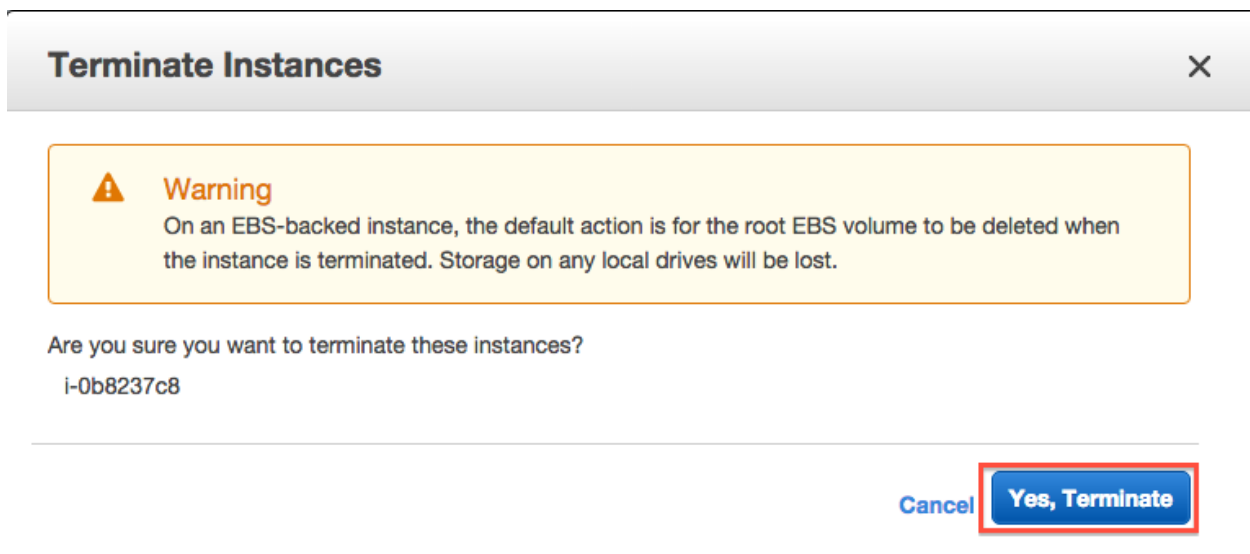 Terminate Instances
Warning
On an EBS-backed instance, the default action is for the root EBS volume to be deleted when
the instance is terminated. Storage on any local drives will be lost.
Are you sure you want to terminate these instances?
i-0b8237c8
Cancel Yes, Terminate